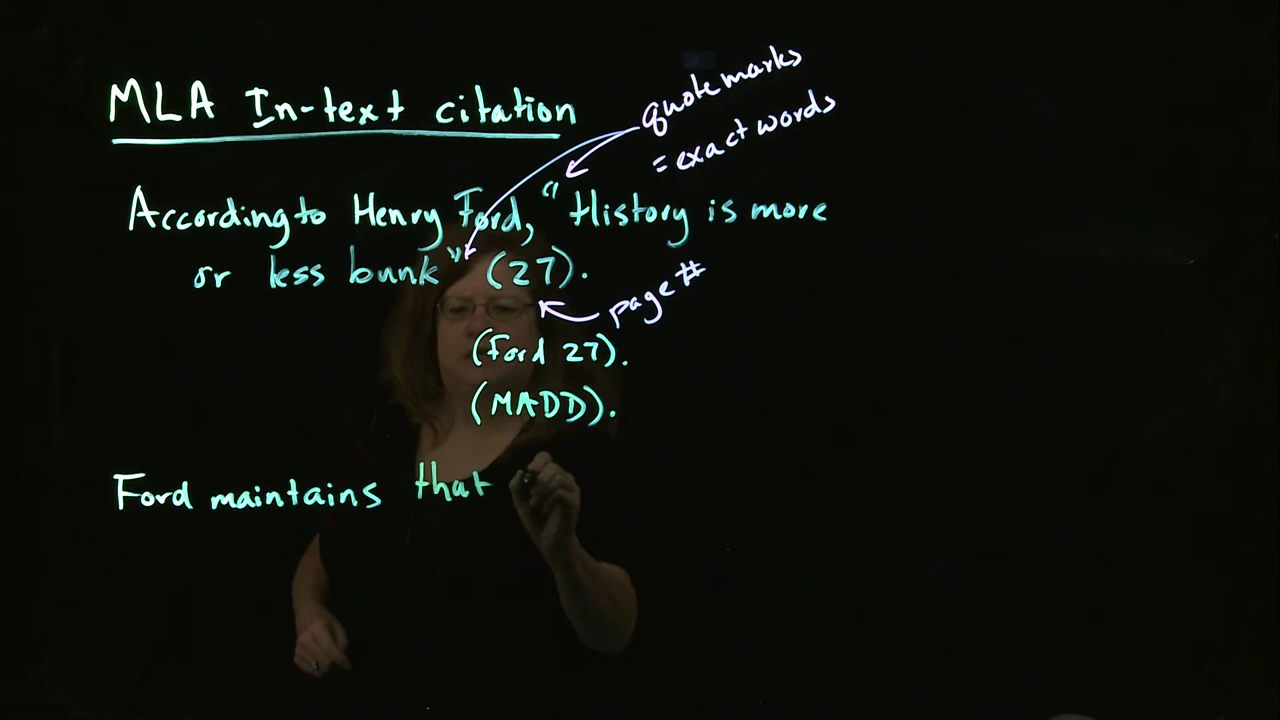 MLA In-text citation
quote marks
= exact words
According to Henry Ford, "History is more
or less bunk" (27).
page #
(Ford 27).
(MADD).
Ford maintains that